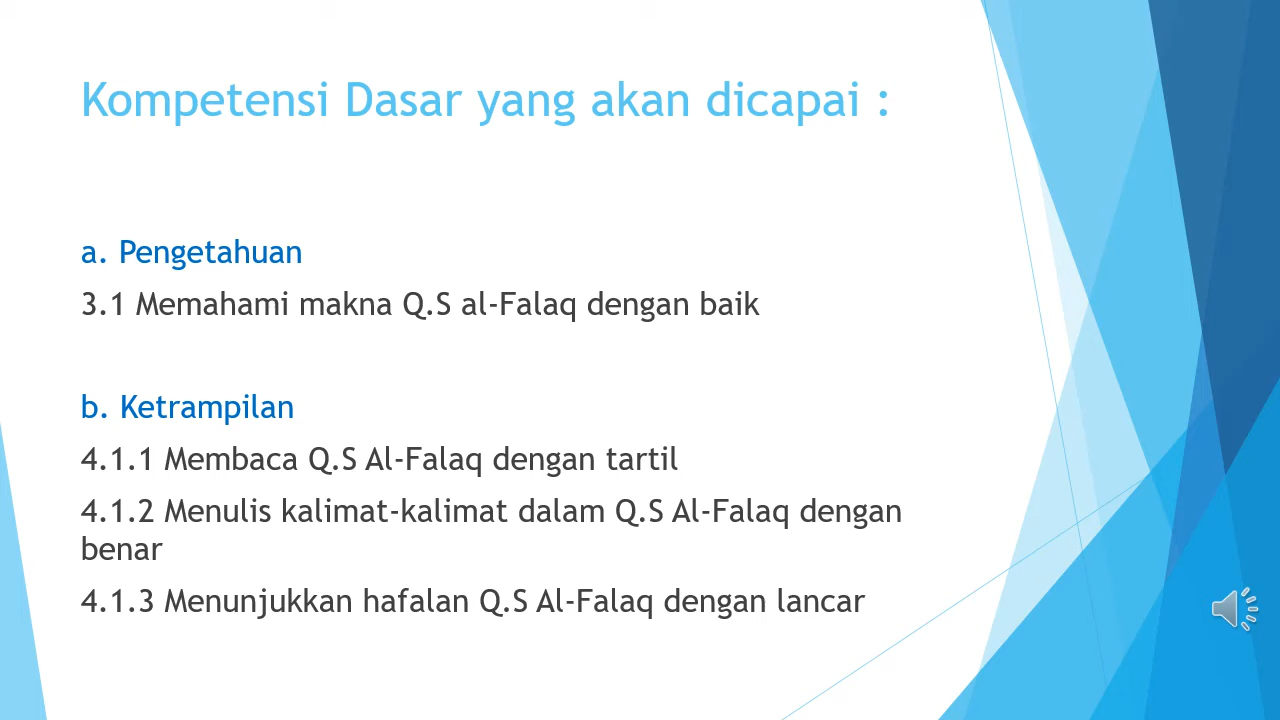 Kompetensi Dasar yang akan dicapai :
a. Pengetahuan
3.1 Memahami makna Q.S al-Falaq dengan baik
b. Ketrampilan
4.1.1 Membaca Q.S Al-Falaq dengan tartil
4.1.2 Menulis kalimat-kalimat dalam Q.S Al-Falaq dengan
benar
4.1.3 Menunjukkan hafalan Q.S Al-Falaq dengan lancar